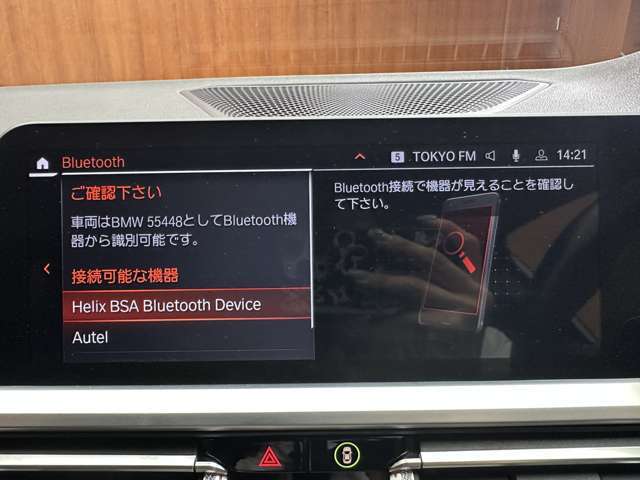 Bluetooth
5 TOKYO FM 14:21
ご確認下さい
車両はBMW 55448としてBluetooth機
器から識別可能です。
接続可能な機器
Helix BSA Bluetooth Device
Autel
Bluetooth接続で機器が見えることを確認し
て下さい。